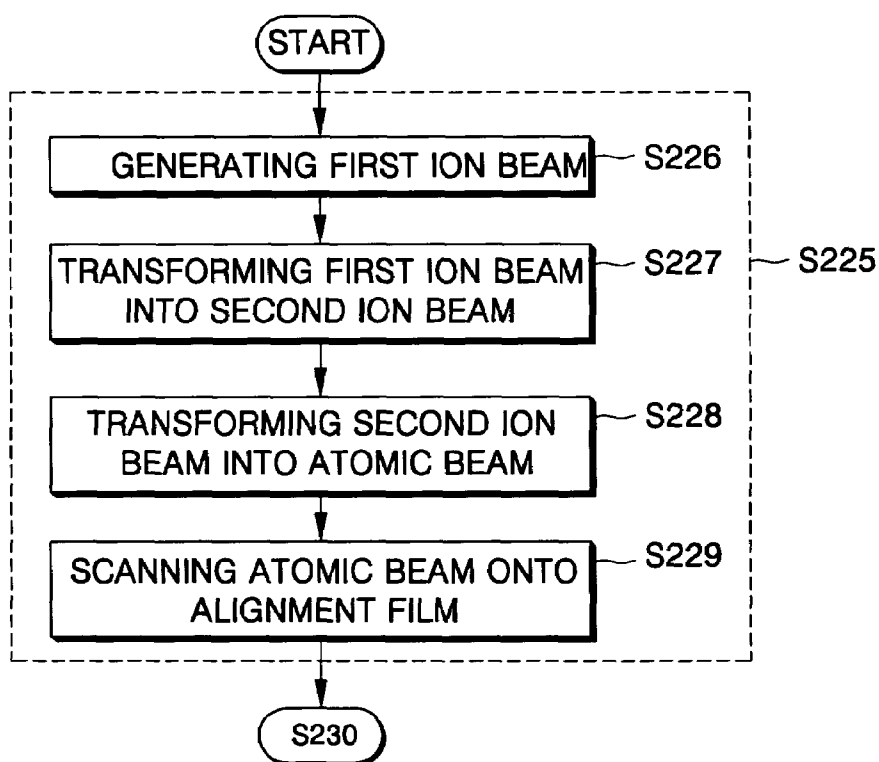 START
GENERATING FIRST ION BEAM
S226
TRANSFORMING FIRST ION BEAM
INTO SECOND ION BEAM
S227
S225
TRANSFORMING SECOND ION
BEAM INTO ATOMIC BEAM
S228
SCANNING ATOMIC BEAM ONTO
ALIGNMENT FILM
S229
S230